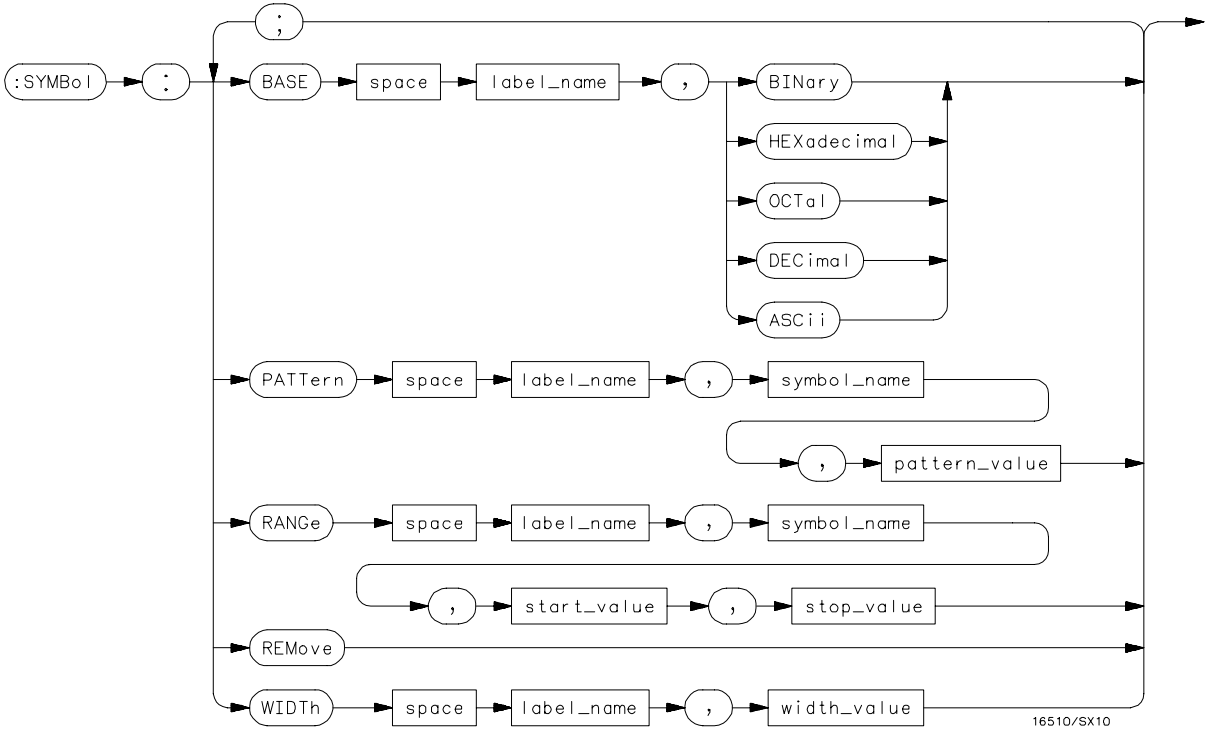 ;
:SYMBol : BASE space label_name , BINary
HEXadecimal
OCTal
DECimal
ASCii
PATTern space label_name , symbol_name
, pattern_value
RANGe space label_name , symbol_name
, start_value , stop_value
REMove
WIDTh space label_name , width_value
16510/SX10